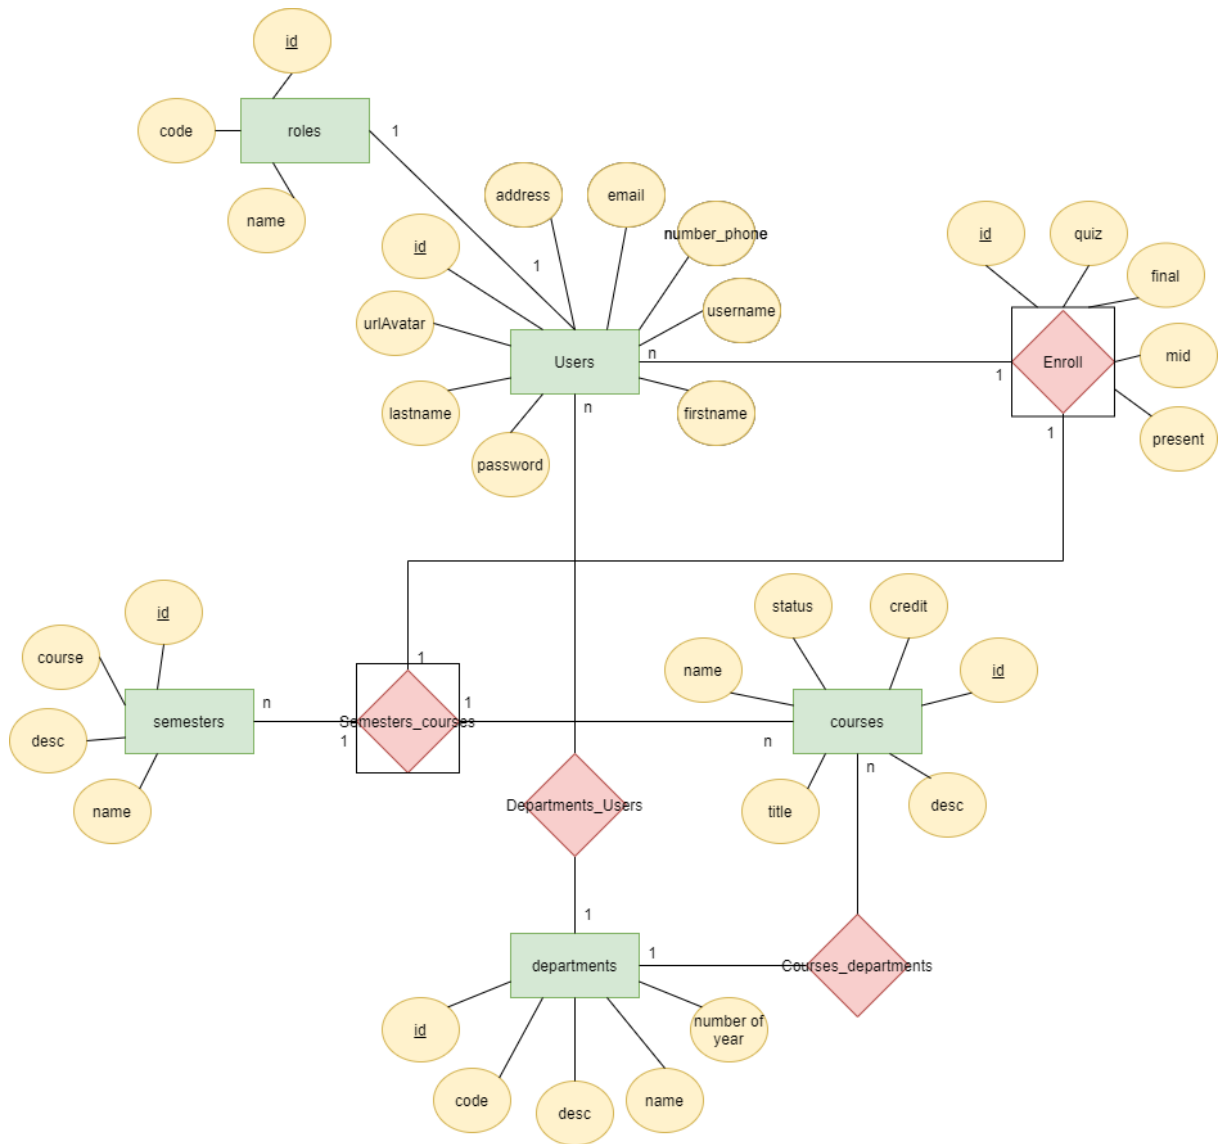 id
code
roles
1
name
address
email
number_phone
id
1
urlAvatar
username
Users
n
lastname
n
firstname
password
id
quiz
final
Enroll
1
mid
1
present
id
course
semesters
n
desc
1
name
1
1
Semesters_courses
status
credit
name
id
courses
n
n
title
desc
Departments_Users
1
departments
1
Courses_departments
id
number of
year
code
desc
name